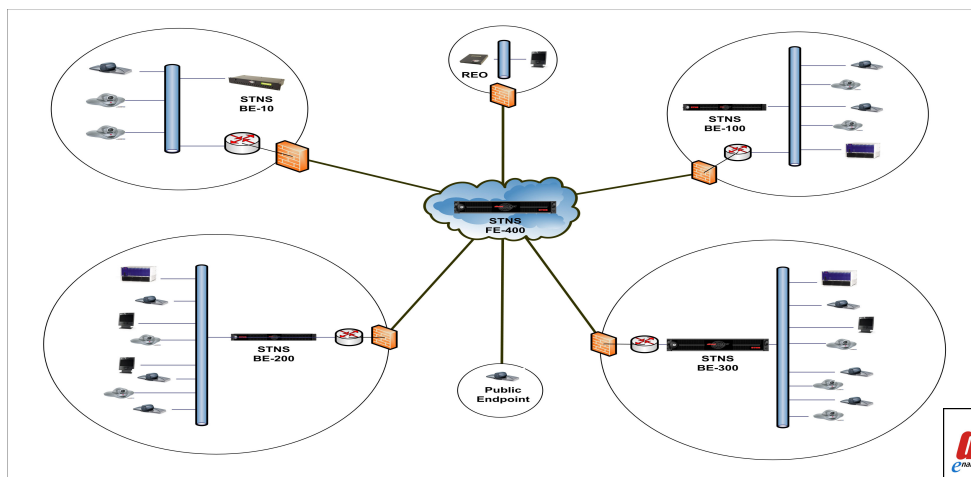 REO
STNS
BE-10
STNS
BE-100
STNS
FE-400
STNS
BE-200
STNS
BE-300
Public
Endpoint